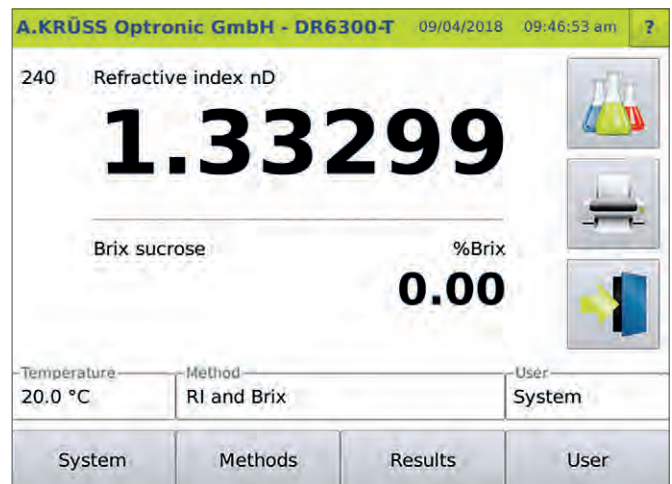 A.KRÜSS Optronic GmbH - DR6300-T 09/04/2018 09:46:53 am ?
240 Refractive index nD
1.33299
Brix sucrose %Brix
0.00
Temperature Method User
20.0 °C RI and Brix System
System Methods Results User